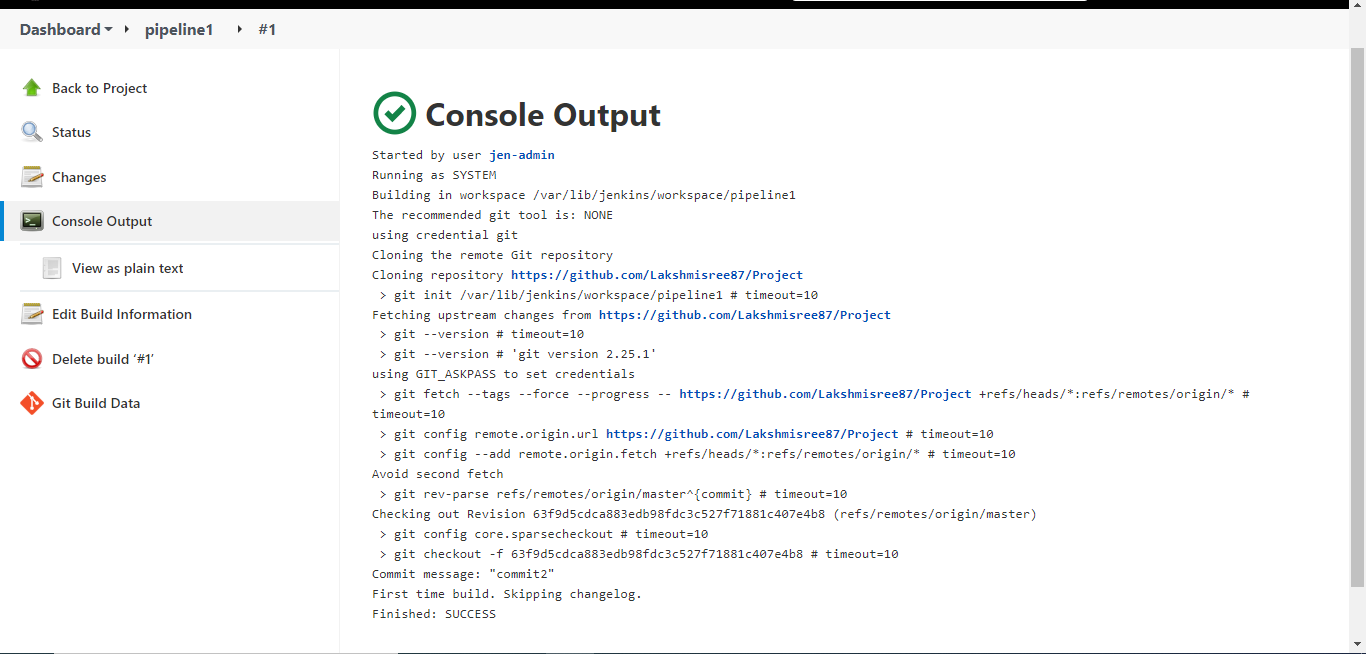 Dashboard pipeline1 #1
Back to Project
Status
Changes
Console Output
View as plain text
Edit Build Information
Delete build ‘#1’
Git Build Data
Console Output
Started by user jen-admin
Running as SYSTEM
Building in workspace /var/lib/jenkins/workspace/pipeline1
The recommended git tool is: NONE
using credential git
Cloning the remote Git repository
Cloning repository https://github.com/Lakshmisree87/Project
> git init /var/lib/jenkins/workspace/pipeline1 # timeout=10
Fetching upstream changes from https://github.com/Lakshmisree87/Project
> git --version # timeout=10
> git --version # 'git version 2.25.1'
using GIT_ASKPASS to set credentials
> git fetch --tags --force --progress -- https://github.com/Lakshmisree87/Project +refs/heads/*:refs/remotes/origin/* #
timeout=10
> git config remote.origin.url https://github.com/Lakshmisree87/Project # timeout=10
> git config --add remote.origin.fetch +refs/heads/*:refs/remotes/origin/* # timeout=10
Avoid second fetch
> git rev-parse refs/remotes/origin/master^{commit} # timeout=10
Checking out Revision 63f9d5cdca883edb98fdc3c527f71881c407e4b8 (refs/remotes/origin/master)
> git config core.sparsecheckout # timeout=10
> git checkout -f 63f9d5cdca883edb98fdc3c527f71881c407e4b8 # timeout=10
Commit message: "commit2"
First time build. Skipping changelog.
Finished: SUCCESS